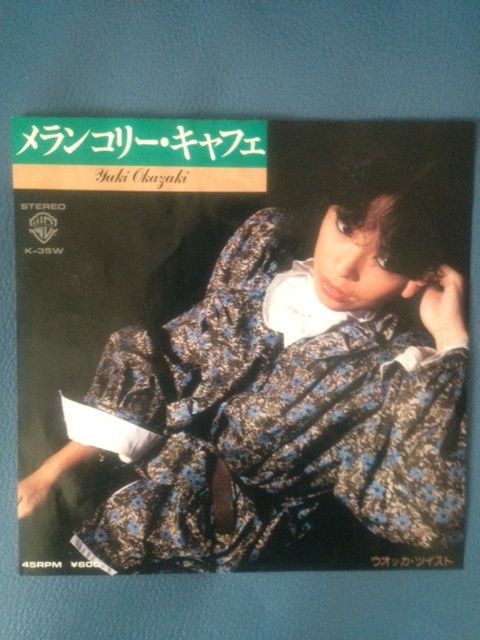 メランコリー・キャフェ
Yuki Okazaki
STEREO
K-35W
45RPM ¥600
ウオッカ・ツイスト